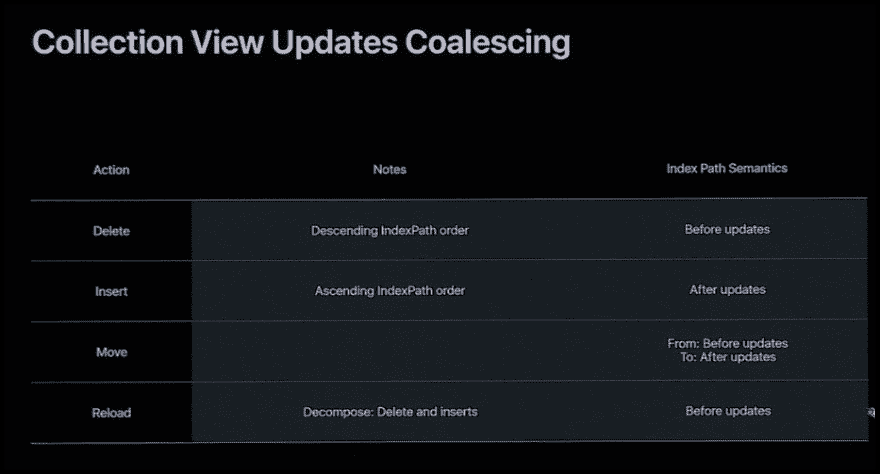 Collection View Updates Coalescing
Action Notes Index Path Semantics
Delete Descending IndexPath order Before updates
Insert Ascending IndexPath order After updates
Move From: Before updates
To: After updates
Reload Decompose: Delete and inserts Before updates